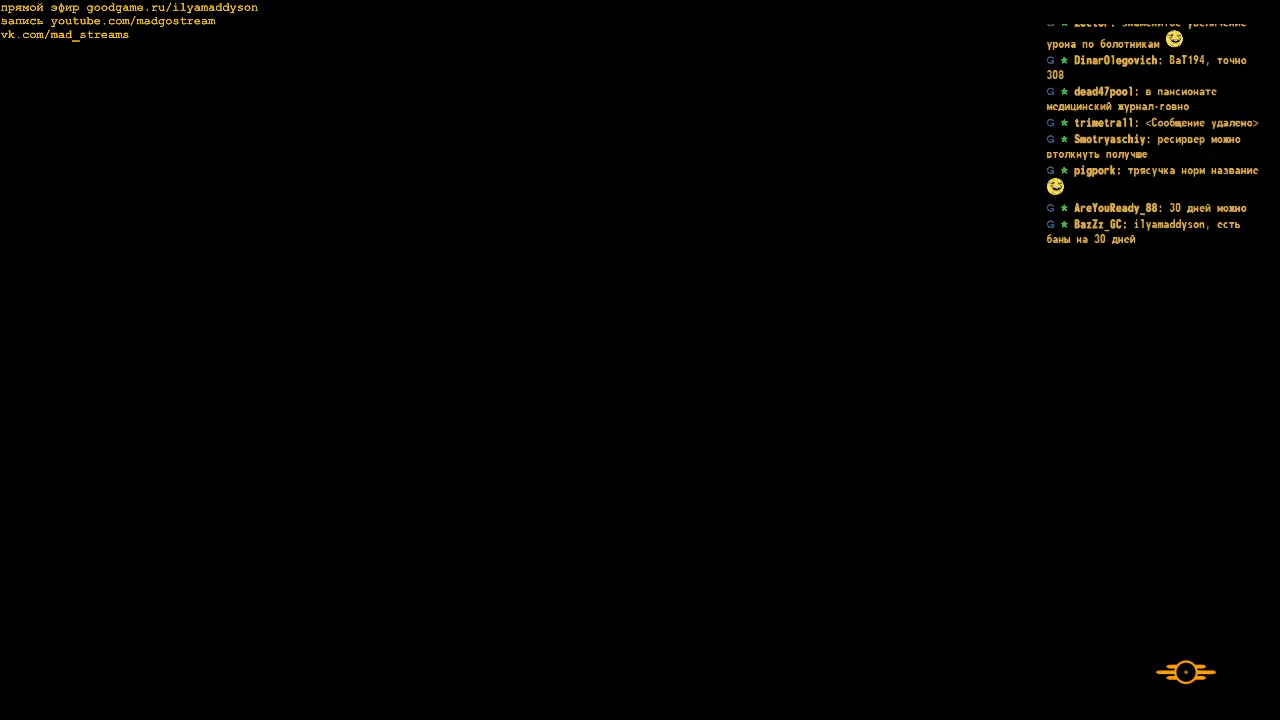 прямой эфир goodgame.ru/ilyamaddyson
запись youtube.com/madgostream
vk.com/mad_streams
урона по болотникам
G DinarOlegovich: ВаТ194, точно
308
G dead47pool: в пансионате
медицинский журнал-говно
G trimetrall: <Сообщение удалено>
G Smotryaschiy: ресирвер можно
втолкнуть получше
G pigpork: трясучка норм название
G AreYouReady_88: 30 дней можно
G BazZz_GC: ilyamaddyson, есть
баны на 30 дней